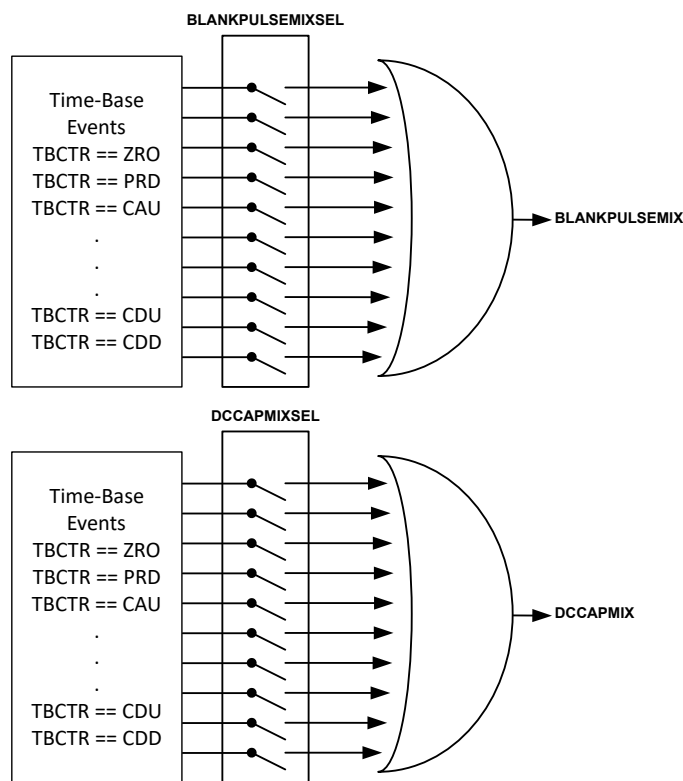 BLANKPULSEMIXSEL
Time-Base
Events
TBCTR == ZRO
TBCTR == PRD
TBCTR == CAU
.
.
.
TBCTR == CDU
TBCTR == CDD
BLANKPULSEMIX
DCCAPMIXSEL
Time-Base
Events
TBCTR == ZRO
TBCTR == PRD
TBCTR == CAU
.
.
.
TBCTR == CDU
TBCTR == CDD
DCCAPMIX